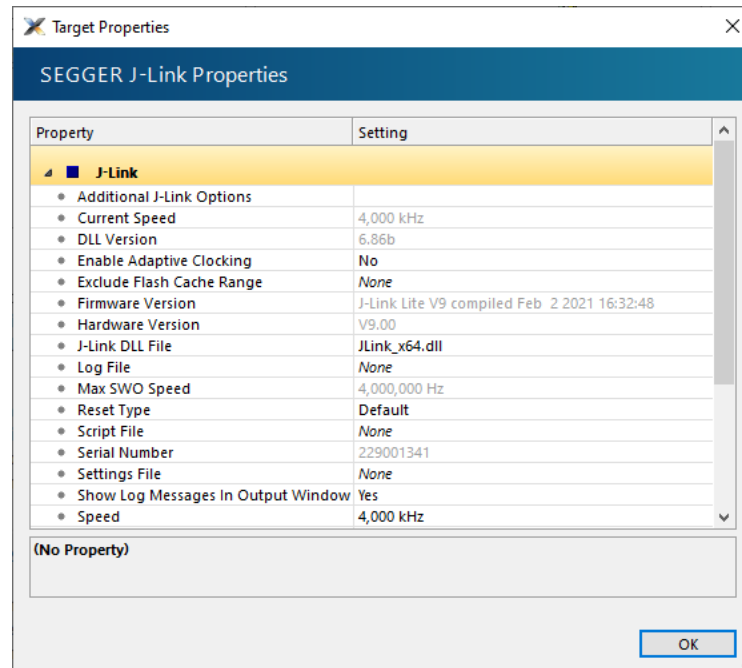 Target Properties
SEGGER J-Link Properties
Property Setting
J-Link
Additional J-Link Options
Current Speed 4,000 kHz
DLL Version 6.86b
Enable Adaptive Clocking No
Exclude Flash Cache Range None
Firmware Version J-Link Lite V9 compiled Feb  2 2021 16:32:48
Hardware Version V9.00
J-Link DLL File JLink_x64.dll
Log File None
Max SWO Speed 4,000,000 Hz
Reset Type Default
Script File None
Serial Number 229001341
Settings File None
Show Log Messages In Output Window Yes
Speed 4,000 kHz
(No Property)
OK